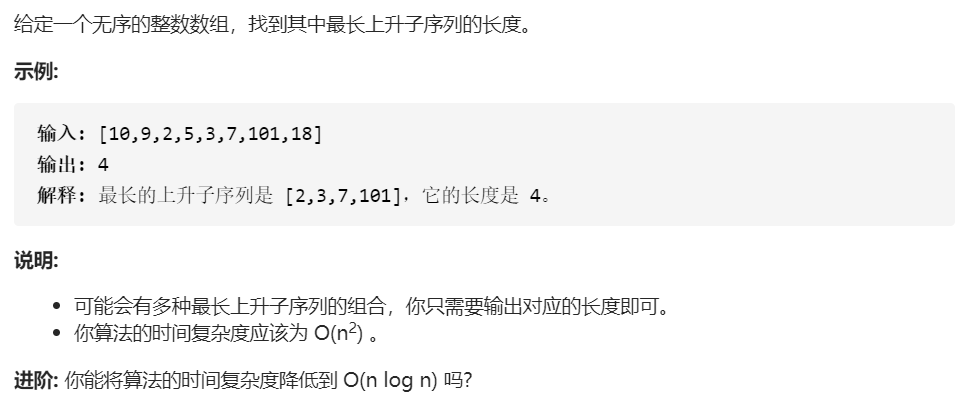 给定一个无序的整数数组，找到其中最长上升子序列的长度。
示例:
输入: [10,9,2,5,3,7,101,18]
输出: 4
解释: 最长的上升子序列是 [2,3,7,101]，它的长度是 4。
说明:
• 可能会有多种最长上升子序列的组合，你只需要输出对应的长度即可。
• 你算法的时间复杂度应该为 O(n²) 。
进阶: 你能将算法的时间复杂度降低到 O(n log n) 吗?